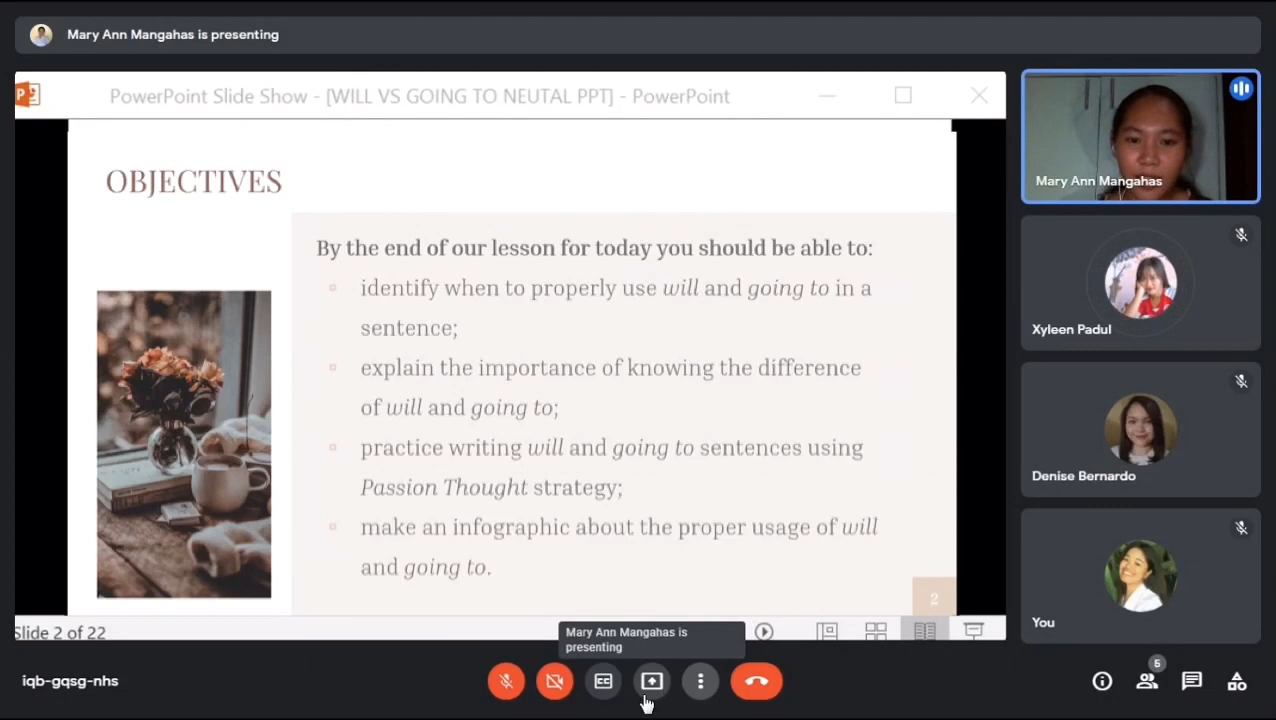 Mary Ann Mangahas is presenting
P
PowerPoint Slide Show - [WILL VS GOING TO NEUTAL PPT] - PowerPoint
OBJECTIVES
By the end of our lesson for today you should be able to:
identify when to properly use will and going to in a
sentence;
explain the importance of knowing the difference
of will and going to;
practice writing will and going to sentences using
Passion Thought strategy;
make an infographic about the proper usage of will
and going to.
2
Slide 2 of 22
Mary Ann Mangahas
Xyleen Padul
Denise Bernardo
You
Mary Ann Mangahas is
presenting
iqb-gqsg-nhs
CC
5